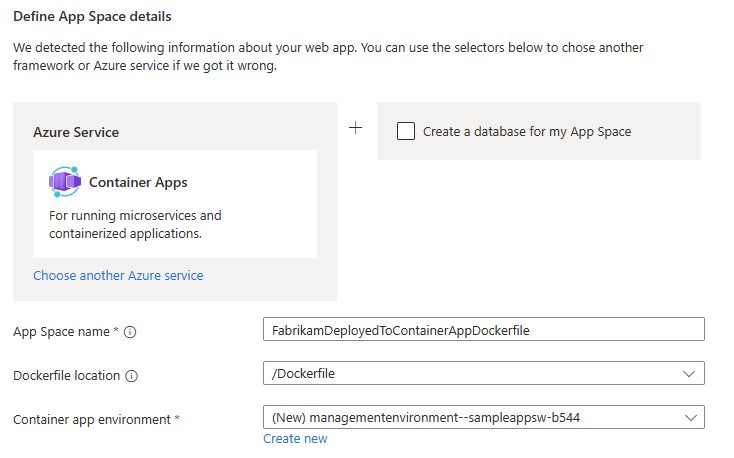 Define App Space details
We detected the following information about your web app. You can use the selectors below to chose another
framework or Azure service if we got it wrong.
Azure Service
Container Apps
For running microservices and
containerized applications.
Choose another Azure service
Create a database for my App Space
App Space name *
FabrikamDeployedToContainerAppDockerfile
Dockerfile location
/Dockerfile
Container app environment *
(New) managementenvironment--sampleappsw-b544
Create new